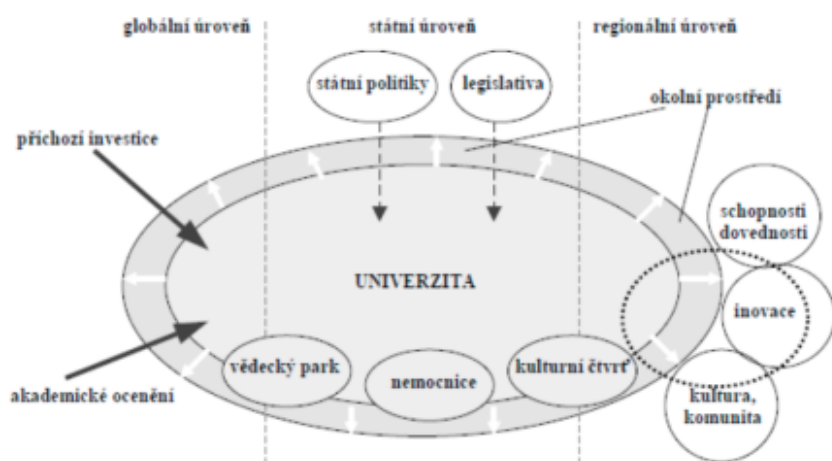 globální úroveň
státní úroveň
regionální úroveň
státní politiky
legislativa
okolní prostředí
příchozí investice
schopnosti
dovednosti
UNIVERZITA
inovace
vědecký park
nemocnice
kulturní čtvrť
akademické ocenění
kultura,
komunita